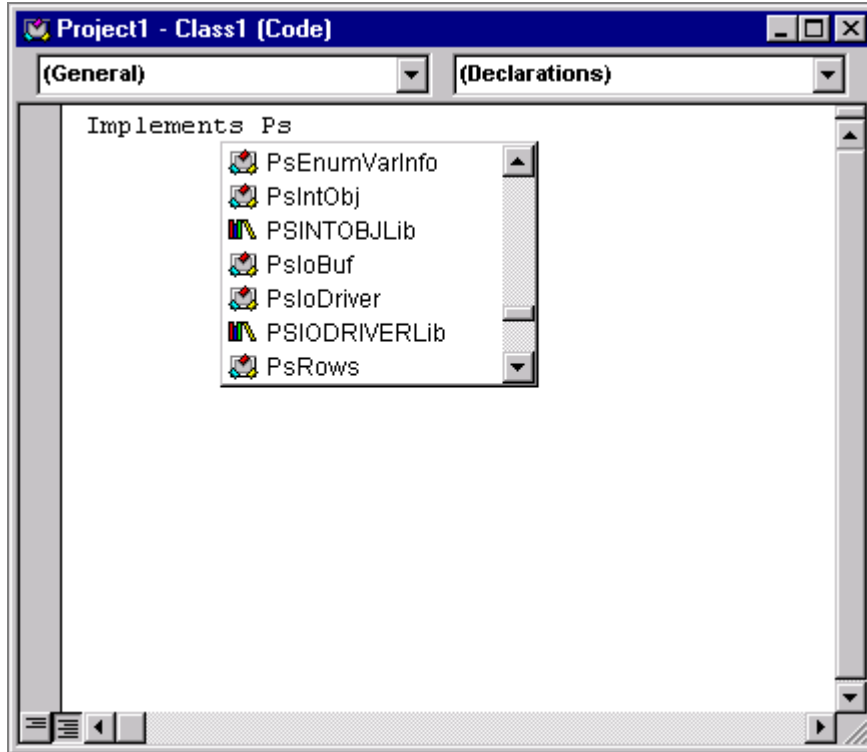 Project1 - Class1 (Code)
(General) (Declarations)
Implements Ps
PsEnumVarInfo
PsIntObj
PSINTOBJLib
PsIoBuf
PsIoDriver
PSIODRIVERLib
PsRows